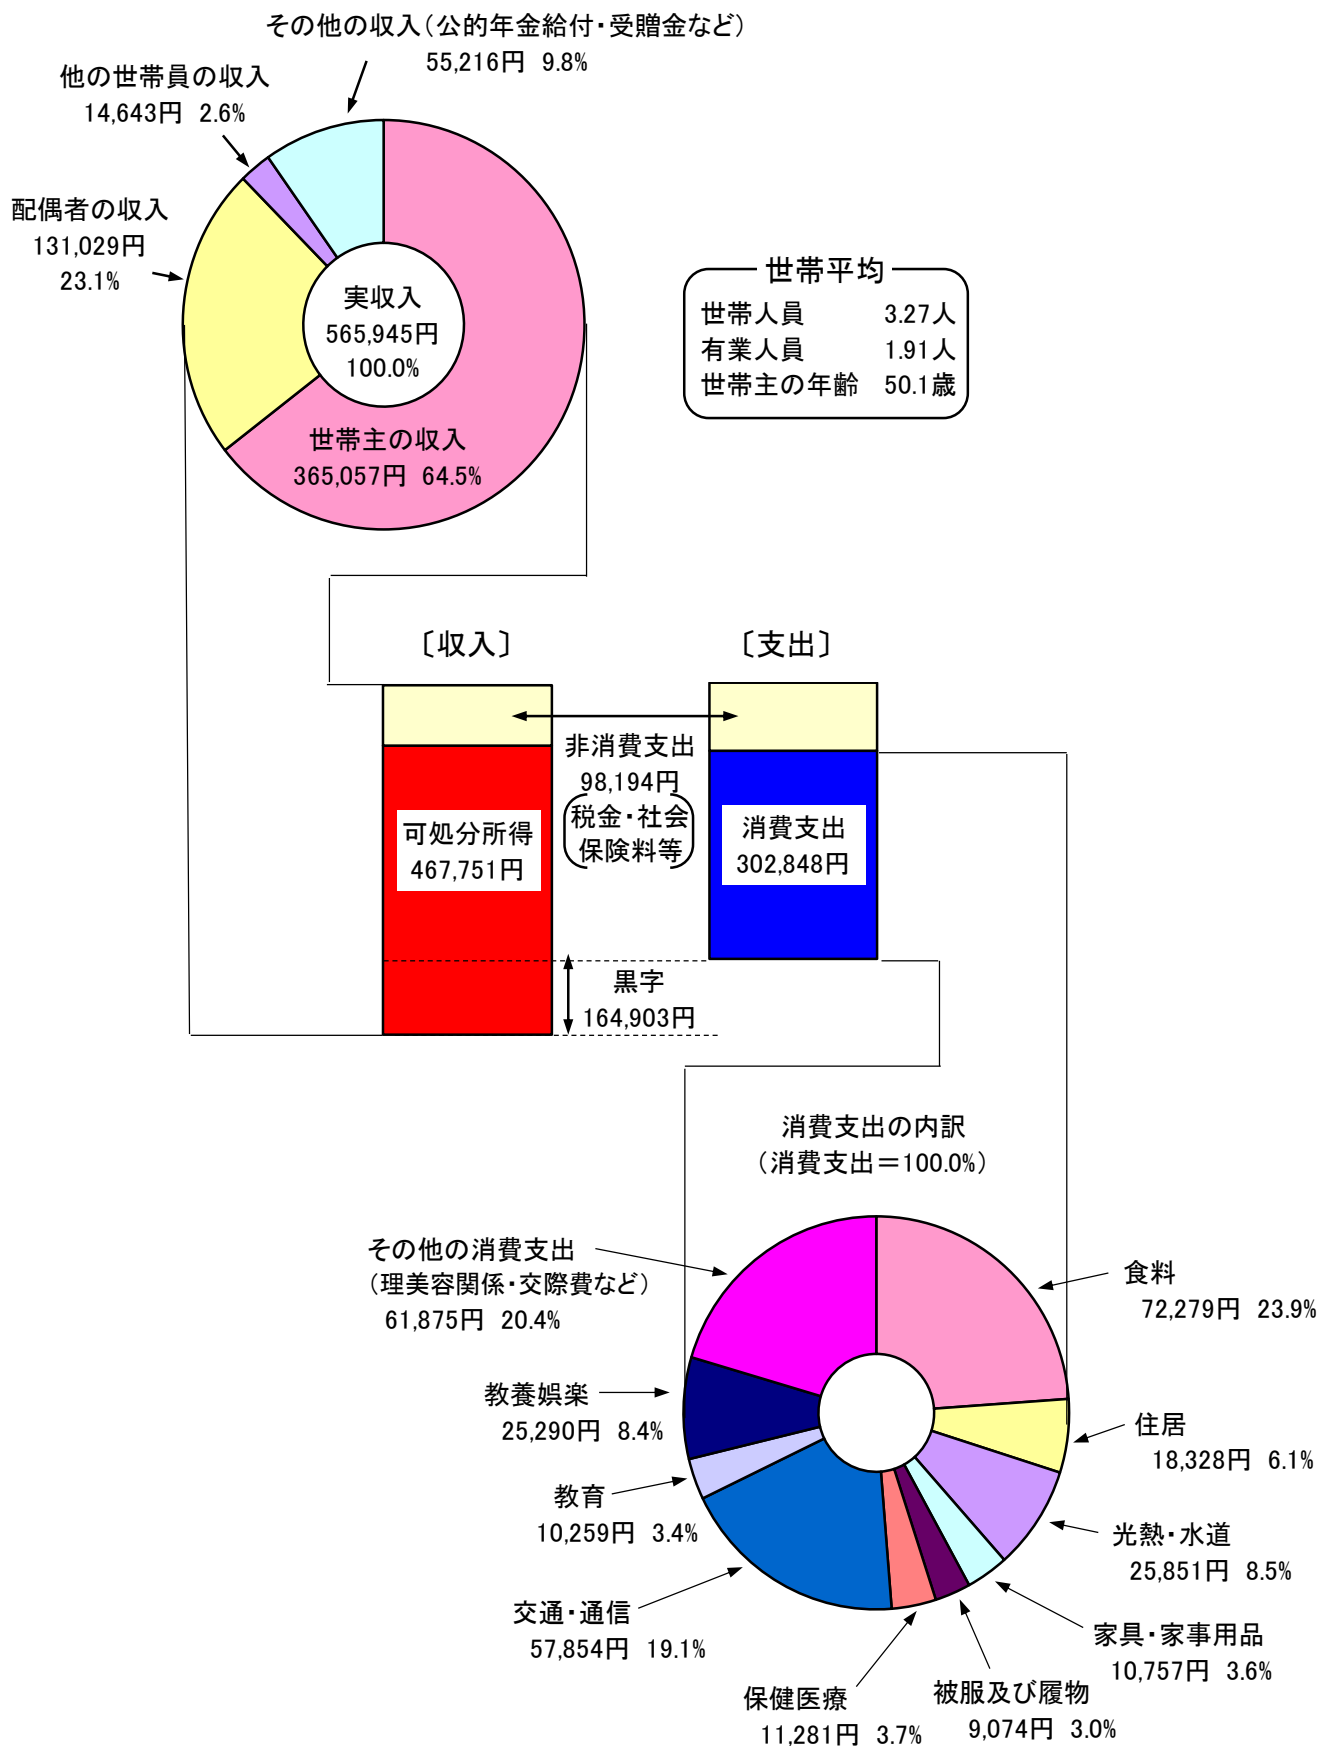 その他の収入(公的年金給付・受贈金など)
55,216円 9.8%
他の世帯員の収入
14,643円 2.6%
配偶者の収入
131,029円
23.1%
実収入
565,945円
100.0%
世帯主の収入
365,057円 64.5%
世帯平均
世帯人員 3.27人
有業人員 1.91人
世帯主の年齢 50.1歳
〔収入〕
〔支出〕
非消費支出
98,194円
税金・社会
保険料等
可処分所得
467,751円
消費支出
302,848円
黒字
164,903円
消費支出の内訳
(消費支出=100.0%)
その他の消費支出
(理美容関係・交際費など)
61,875円 20.4%
食料
72,279円 23.9%
教養娯楽
25,290円 8.4%
住居
18,328円 6.1%
教育
10,259円 3.4%
光熱・水道
25,851円 8.5%
交通・通信
57,854円 19.1%
家具・家事用品
10,757円 3.6%
保健医療
11,281円 3.7%
被服及び履物
9,074円 3.0%